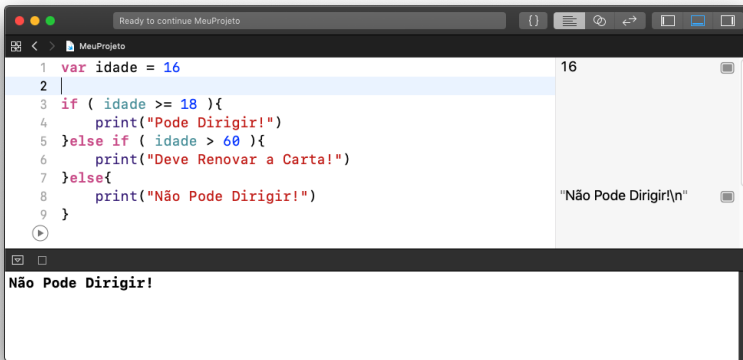 Ready to continue MeuProjeto
{}
MeuProjeto
1 var idade = 16
16
2
3 if ( idade >= 18 ){
4     print("Pode Dirigir!")
5 }else if ( idade > 60 ){
6     print("Deve Renovar a Carta!")
7 }else{
8     print("Não Pode Dirigir!")
"Não Pode Dirigir!\n"
9 }
Não Pode Dirigir!